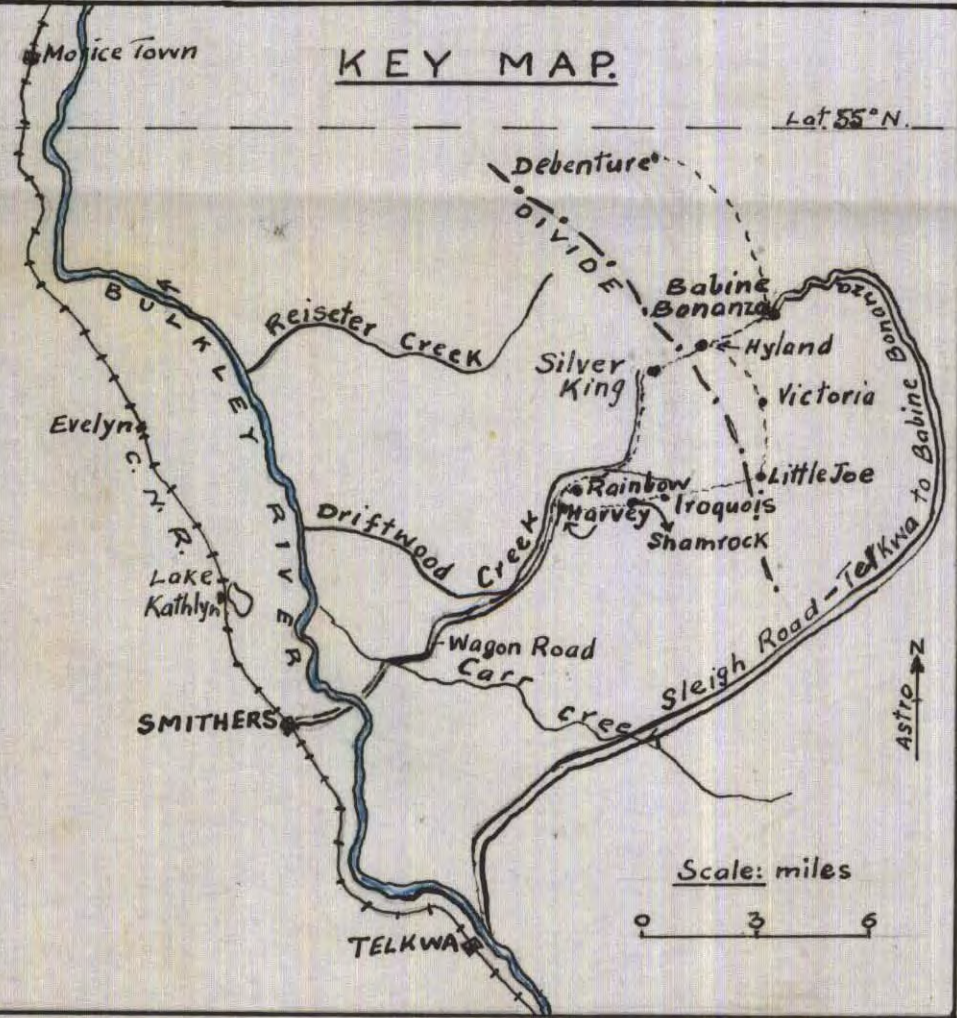 KEY MAP.
Morice Town
Lat. 55° N.
Debenture
DIVIDE
Babine
Bonanza
BULKLEY RIVER
Reiseter Creek
Hyland
Silver
King
Victoria
Evelyn
C. N. R.
Little Joe
Rainbow
Iroquois
Harvey
Shamrock
Driftwood Creek
Lake
Kathlyn
Sleigh Road - Telkwa to Babine Bonanza
Wagon Road
Carr Cree
SMITHERS
Astro N
Scale: miles
0 3 6
TELKWA